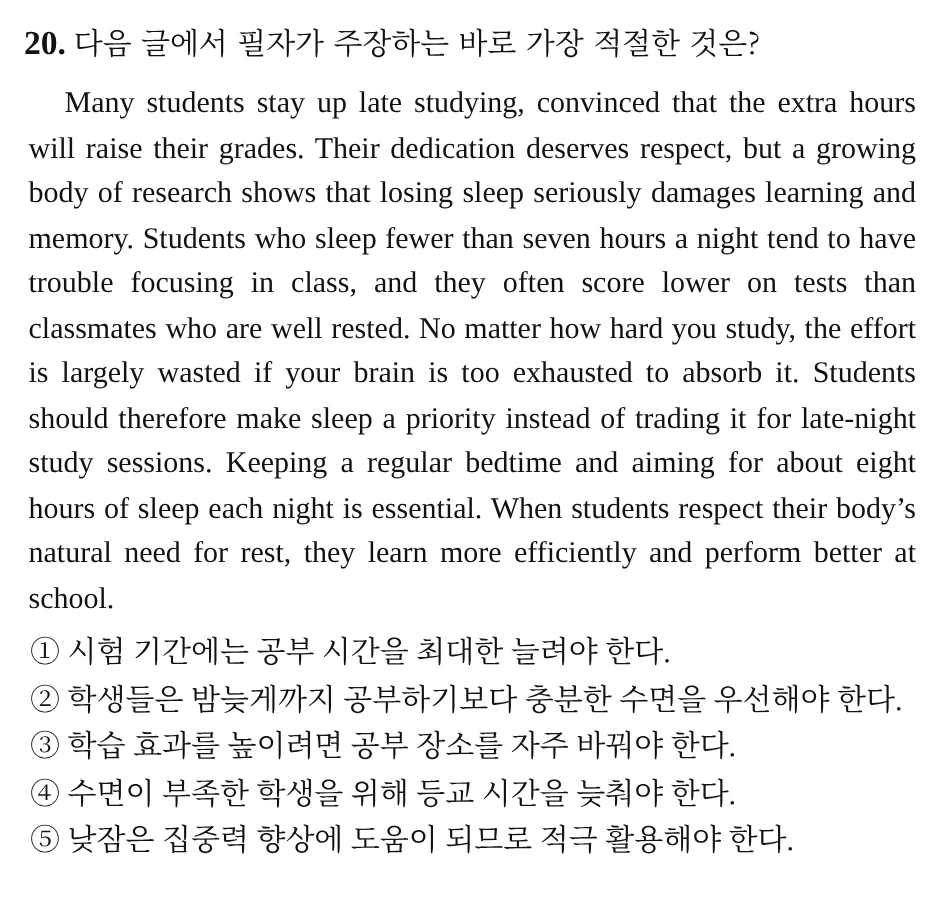 20. 다음 글에서 필자가 주장하는 바로 가장 적절한 것은?
Many students stay up late studying, convinced that the extra hours
will raise their grades. Their dedication deserves respect, but a growing
body of research shows that losing sleep seriously damages learning and
memory. Students who sleep fewer than seven hours a night tend to have
trouble focusing in class, and they often score lower on tests than
classmates who are well rested. No matter how hard you study, the effort
is largely wasted if your brain is too exhausted to absorb it. Students
should therefore make sleep a priority instead of trading it for late-night
study sessions. Keeping a regular bedtime and aiming for about eight
hours of sleep each night is essential. When students respect their body’s
natural need for rest, they learn more efficiently and perform better at
school.
① 시험 기간에는 공부 시간을 최대한 늘려야 한다.
② 학생들은 밤늦게까지 공부하기보다 충분한 수면을 우선해야 한다.
③ 학습 효과를 높이려면 공부 장소를 자주 바꿔야 한다.
④ 수면이 부족한 학생을 위해 등교 시간을 늦춰야 한다.
⑤ 낮잠은 집중력 향상에 도움이 되므로 적극 활용해야 한다.